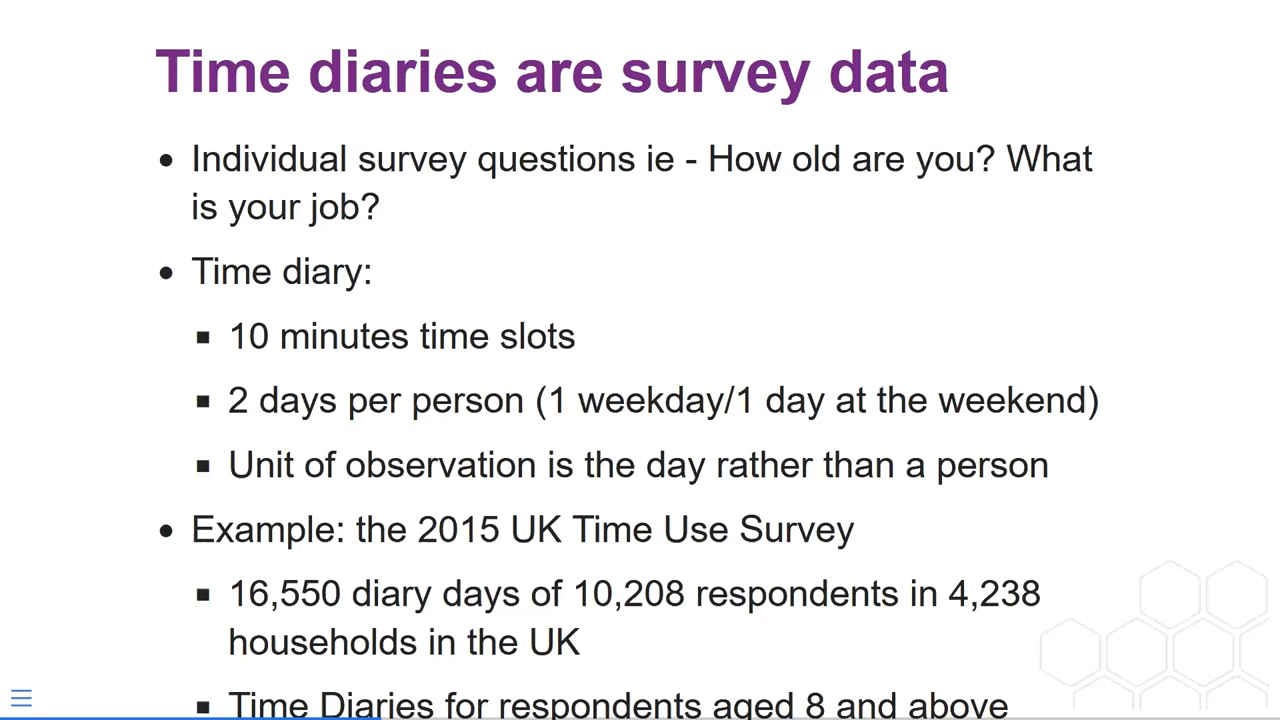 Time diaries are survey data
• Individual survey questions ie - How old are you? What
is your job?
• Time diary:
▪ 10 minutes time slots
▪ 2 days per person (1 weekday/1 day at the weekend)
▪ Unit of observation is the day rather than a person
• Example: the 2015 UK Time Use Survey
▪ 16,550 diary days of 10,208 respondents in 4,238
households in the UK
▪ Time Diaries for respondents aged 8 and above